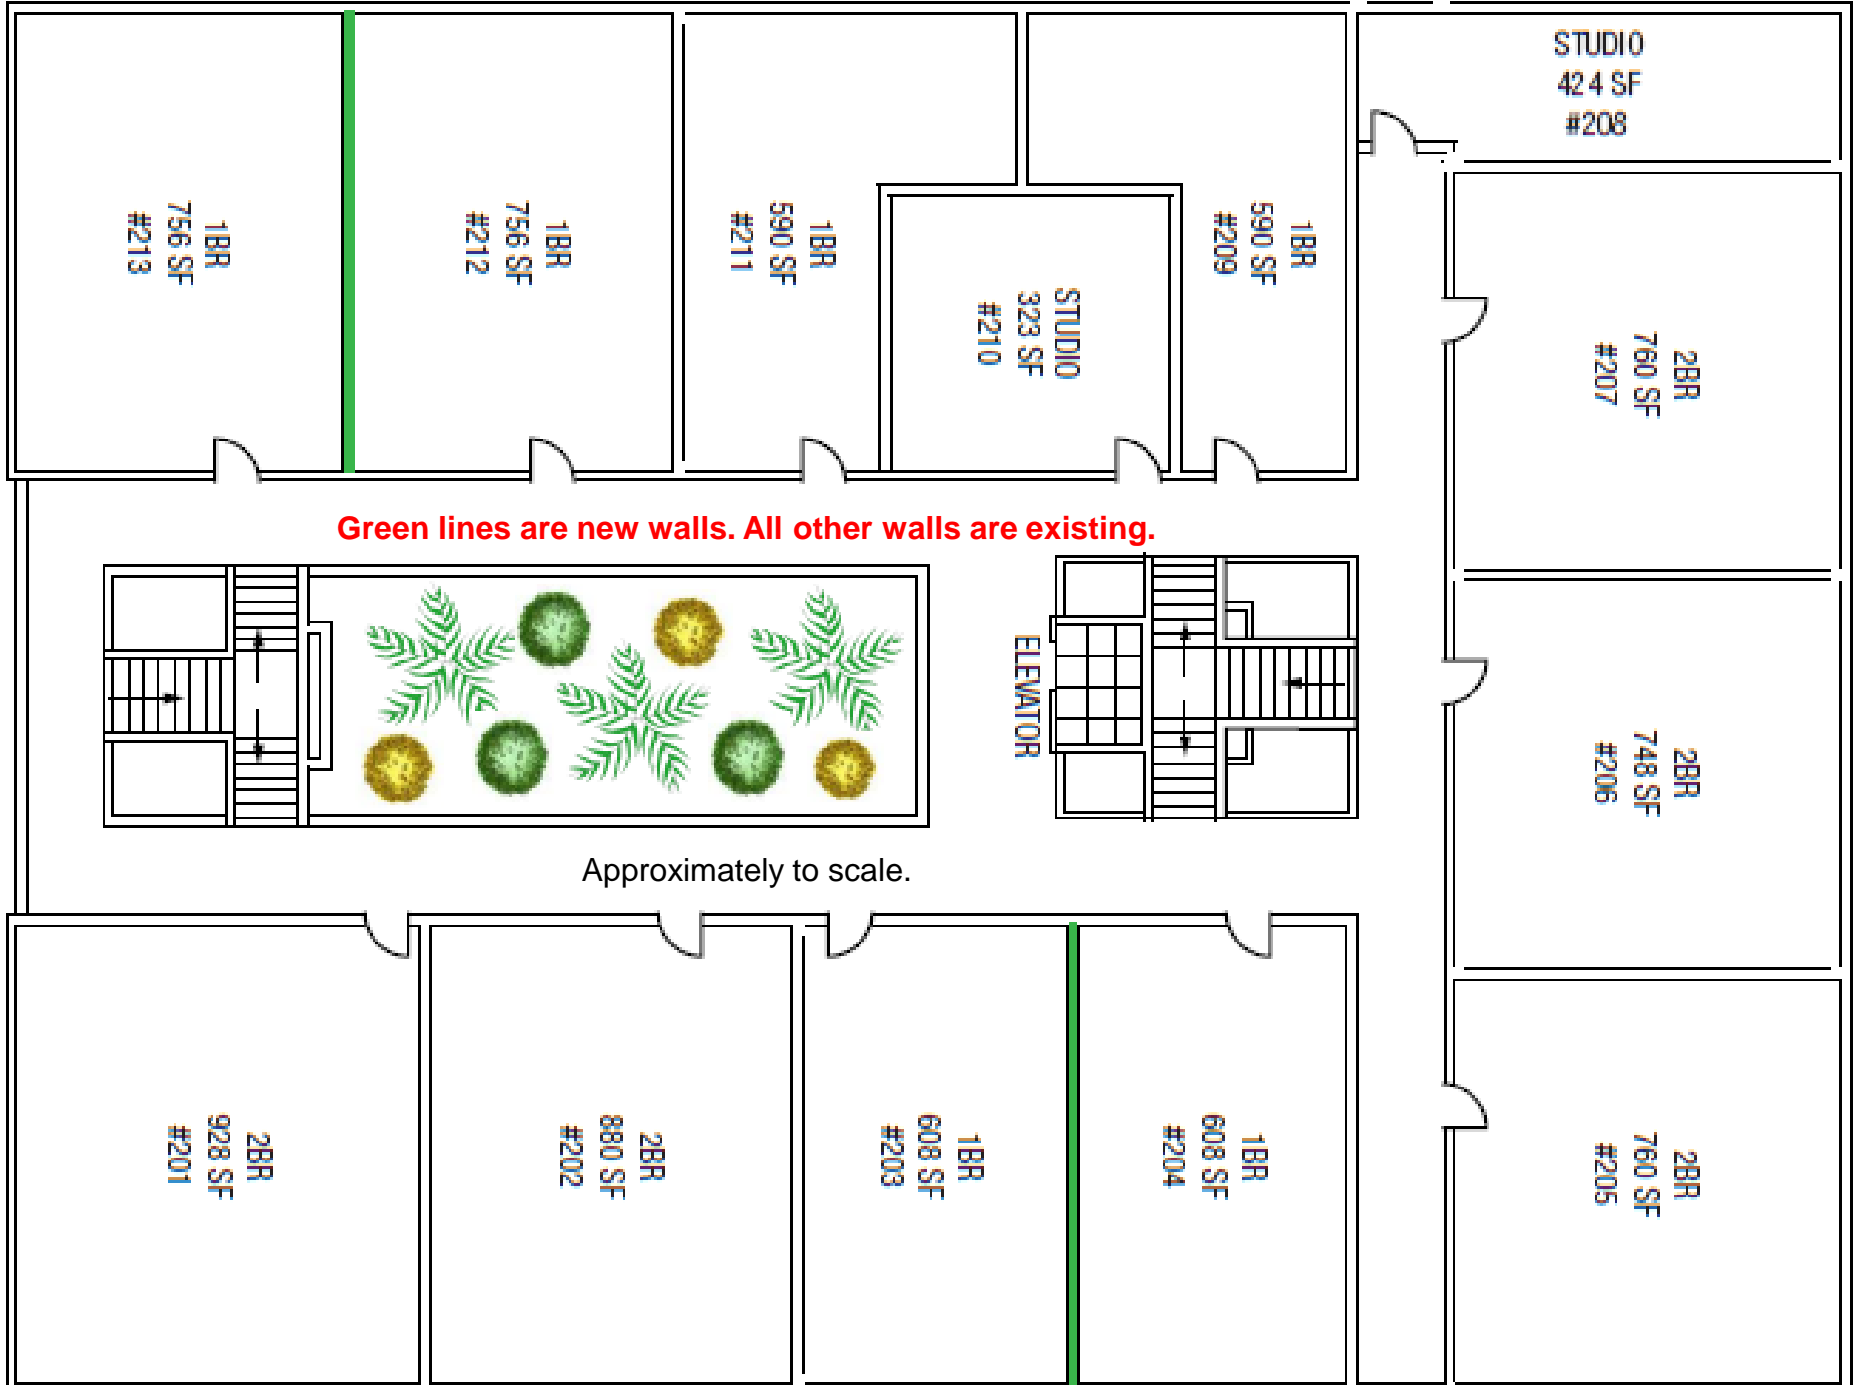 STUDIO
424 SF
#208
1BR
756 SF
#213
1BR
756 SF
#212
1BR
590 SF
#211
1BR
590 SF
#209
STUDIO
323 SF
#210
2BR
760 SF
#207
Green lines are new walls. All other walls are existing.
ELEVATOR
2BR
748 SF
#206
Approximately to scale.
2BR
928 SF
#201
2BR
880 SF
#202
1BR
608 SF
#203
1BR
608 SF
#204
2BR
760 SF
#205